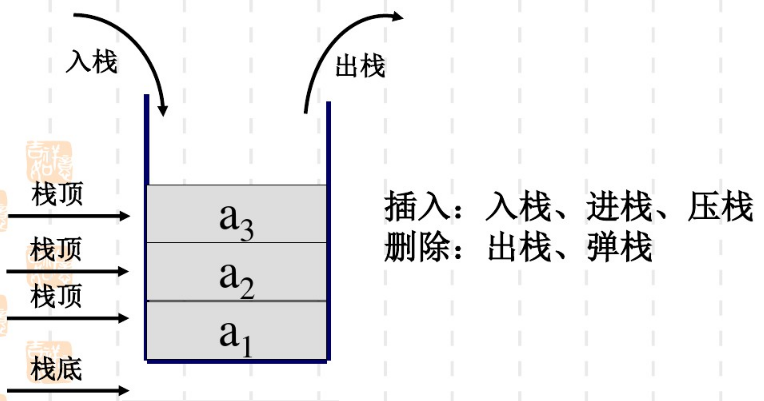 入栈
出栈
栈顶
a3
插入：入栈、进栈、压栈
栈顶
a2
删除：出栈、弹栈
栈顶
a1
栈底